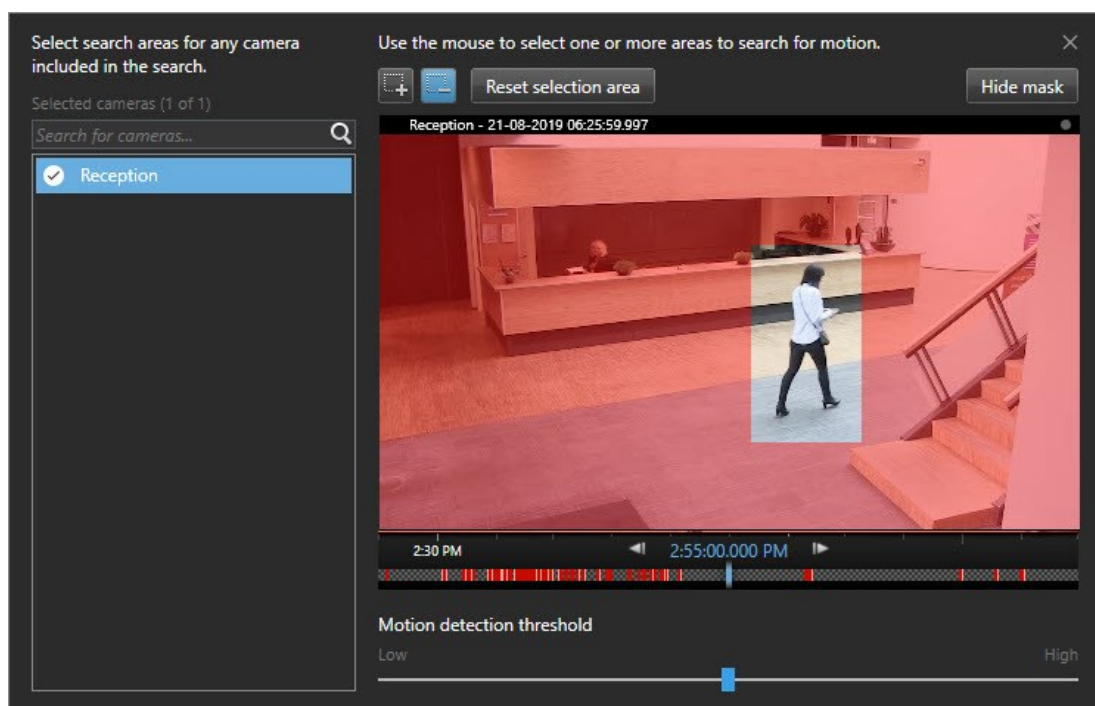 Select search areas for any camera
included in the search.
Selected cameras (1 of 1)
Search for cameras...
Reception
Use the mouse to select one or more areas to search for motion.
Reset selection area
Hide mask
Reception - 21-08-2019 06:25:59.997
2:30 PM
2:55:00.000 PM
Motion detection threshold
Low
High